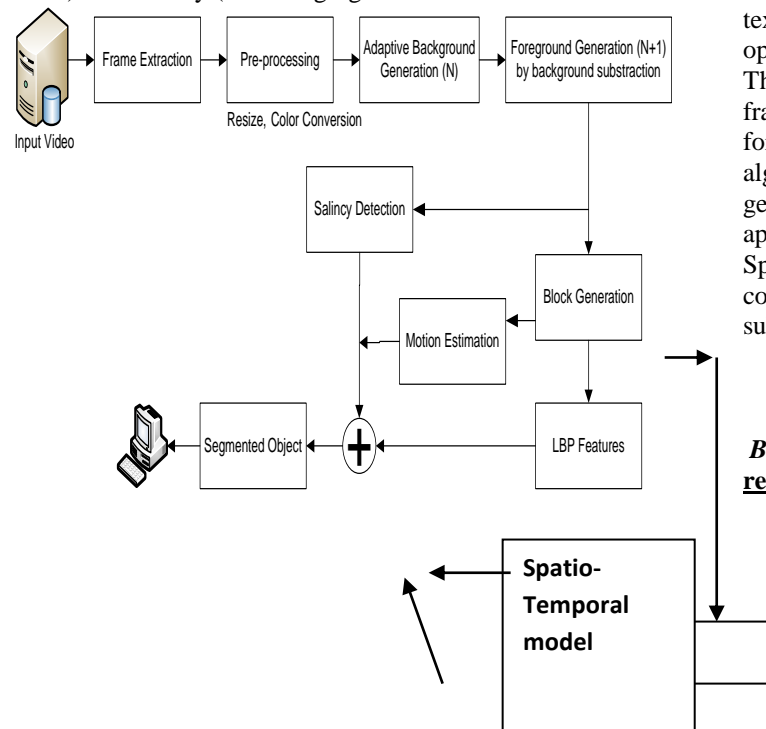 Frame Extraction
Pre-processing
Adaptive Background
Generation (N)
Foreground Generation (N+1)
by background substraction
Input Video
Resize, Color Conversion
Salincy Detection
Block Generation
Motion Estimation
Segmented Object
+
LBP Features
Spatio-
Temporal
model
tex
op
Th
fra
for
alg
ge
ap
Sp
co
su
B
re